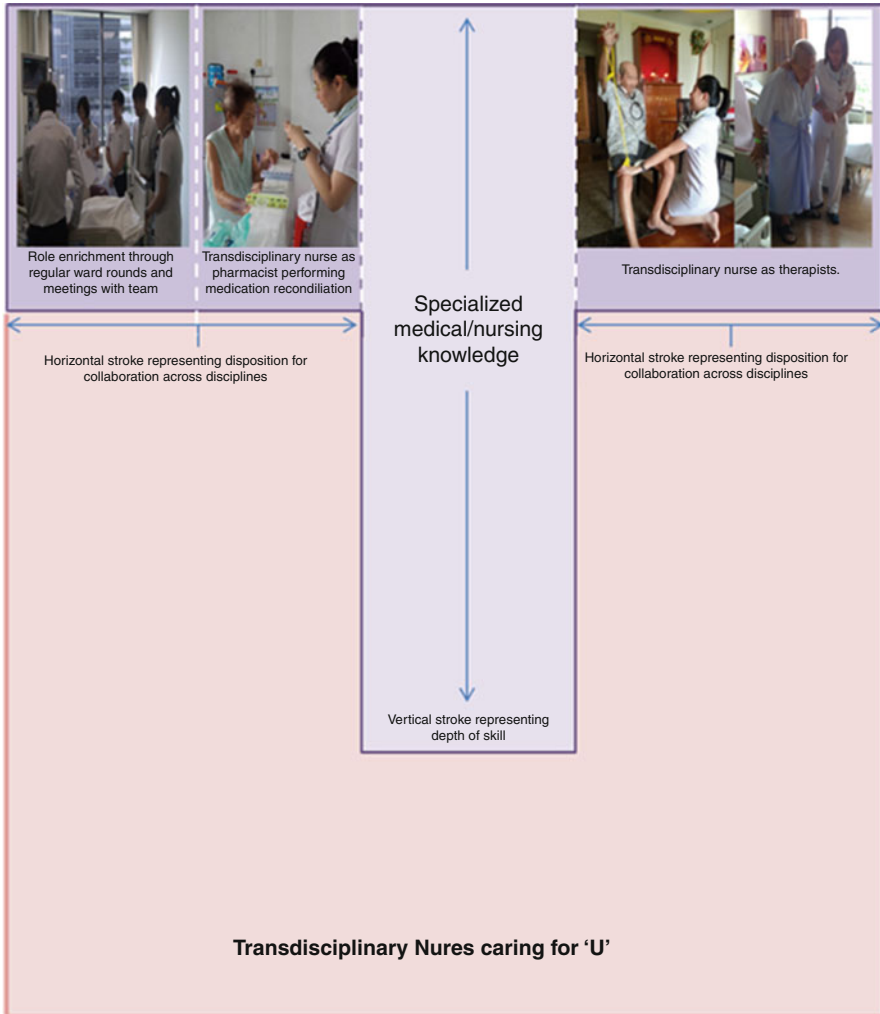 Role enrichment through
regular ward rounds and
meetings with team
Transdisciplinary nurse as
pharmacist performing
medication recondiliation
Transdisciplinary nurse as therapists.
Specialized
medical/nursing
knowledge
Horizontal stroke representing disposition for
collaboration across disciplines
Horizontal stroke representing disposition for
collaboration across disciplines
Vertical stroke representing
depth of skill
Transdisciplinary Nures caring for ‘U’